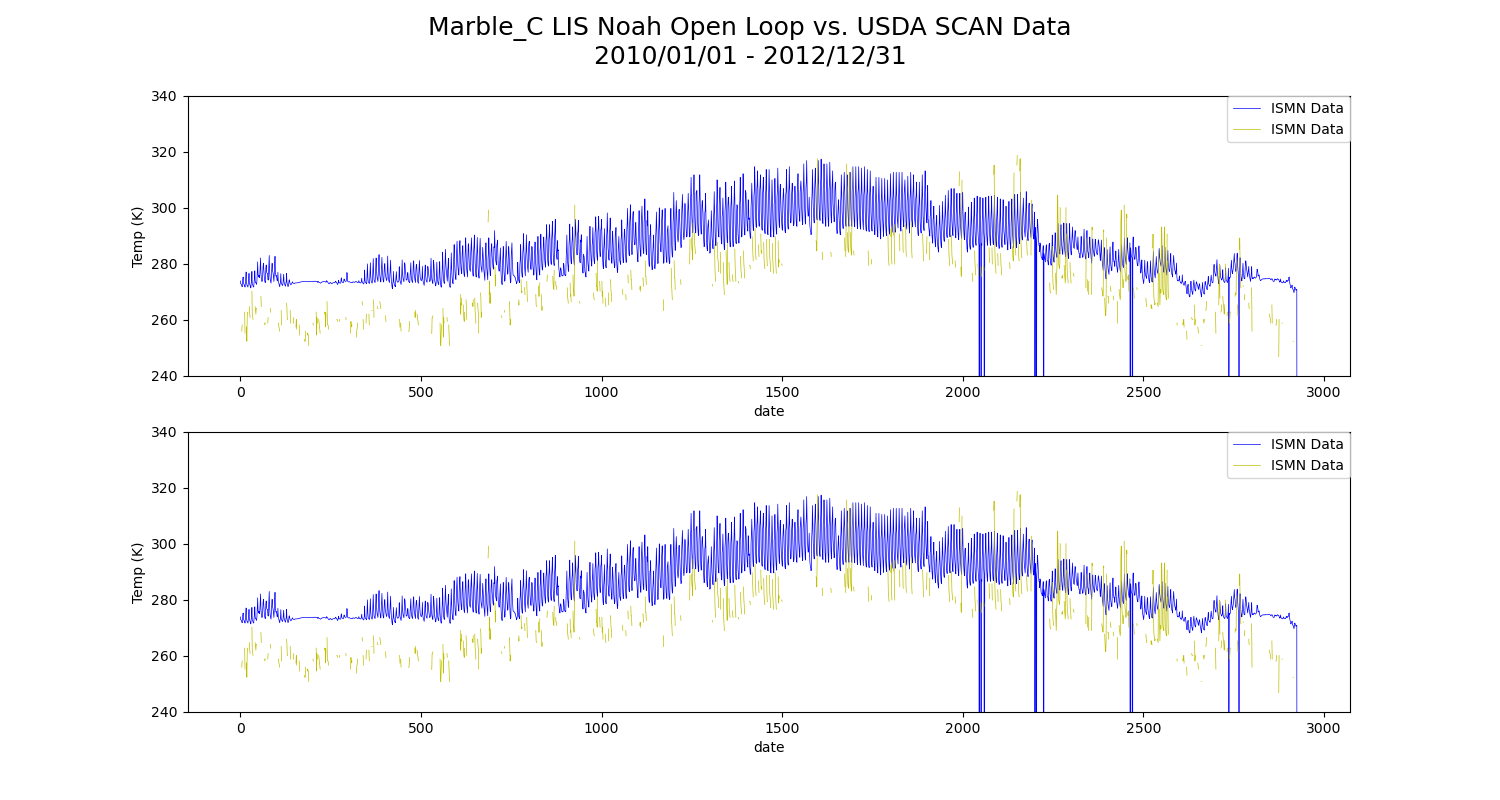 Marble_C LIS Noah Open Loop vs. USDA SCAN Data
2010/01/01 - 2012/12/31
340
320
300
280
260
240
Temp (K)
ISMN Data
ISMN Data
0 500 1000 1500 2000 2500 3000
date
340
320
300
280
260
240
Temp (K)
ISMN Data
ISMN Data
0 500 1000 1500 2000 2500 3000
date